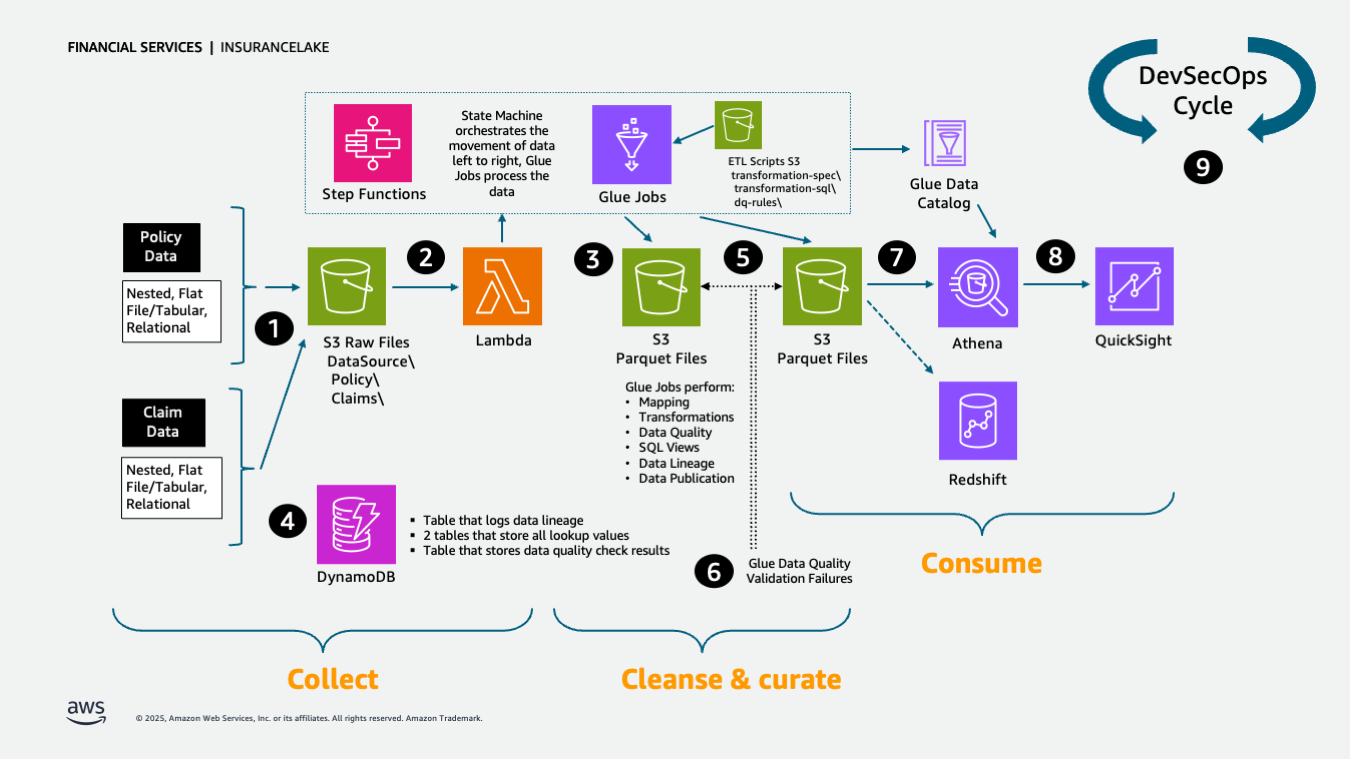 FINANCIAL SERVICES | INSURANCELAKE
DevSecOps
Cycle
9
Step Functions
State Machine
orchestrates the
movement of data
left to right, Glue
Jobs process the
data
Glue Jobs
ETL Scripts S3
transformation-spec\
transformation-sql\
dq-rules\
Glue Data
Catalog
Policy
Data
Nested, Flat
File/Tabular,
Relational
1
S3 Raw Files
DataSource\
Policy\
Claims\
2
Lambda
3
S3
Parquet Files
Glue Jobs perform:
• Mapping
• Transformations
• Data Quality
• SQL Views
• Data Lineage
• Data Publication
5
S3
Parquet Files
7
Athena
8
QuickSight
Redshift
Claim
Data
Nested, Flat
File/Tabular,
Relational
4
DynamoDB
▪ Table that logs data lineage
▪ 2 tables that store all lookup values
▪ Table that stores data quality check results
6
Glue Data Quality
Validation Failures
Consume
Collect
Cleanse & curate
aws
© 2025, Amazon Web Services, Inc. or its affiliates. All rights reserved. Amazon Trademark.